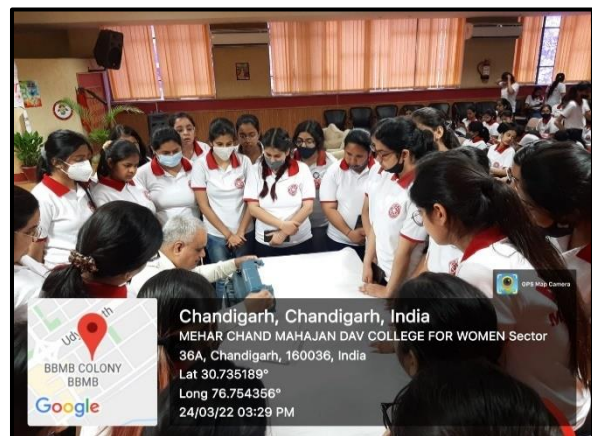 GPS Map Camera
Chandigarh, Chandigarh, India
MEHAR CHAND MAHAJAN DAV COLLEGE FOR WOMEN Sector
36A, Chandigarh, 160036, India
Lat 30.735189°
Long 76.754356°
24/03/22 03:29 PM
BBMB COLONY
BBMB
Google